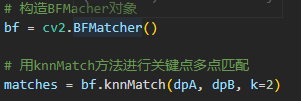 # 构造BFMacher对象
bf = cv2.BFMatcher()
# 用knnMatch方法进行关键点多点匹配
matches = bf.knnMatch(dpA, dpB, k=2)